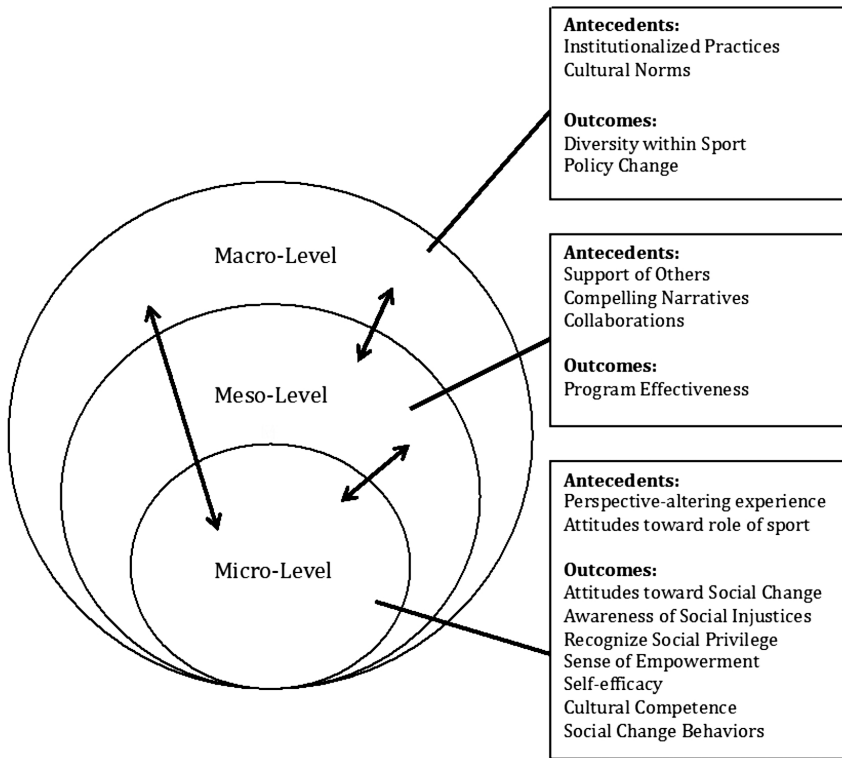 Antecedents:
Institutionalized Practices
Cultural Norms
Outcomes:
Diversity within Sport
Policy Change
Macro-Level
Antecedents:
Support of Others
Compelling Narratives
Collaborations
Outcomes:
Program Effectiveness
Meso-Level
Antecedents:
Perspective-altering experience
Attitudes toward role of sport
Outcomes:
Attitudes toward Social Change
Awareness of Social Injustices
Recognize Social Privilege
Sense of Empowerment
Self-efficacy
Cultural Competence
Social Change Behaviors
Micro-Level